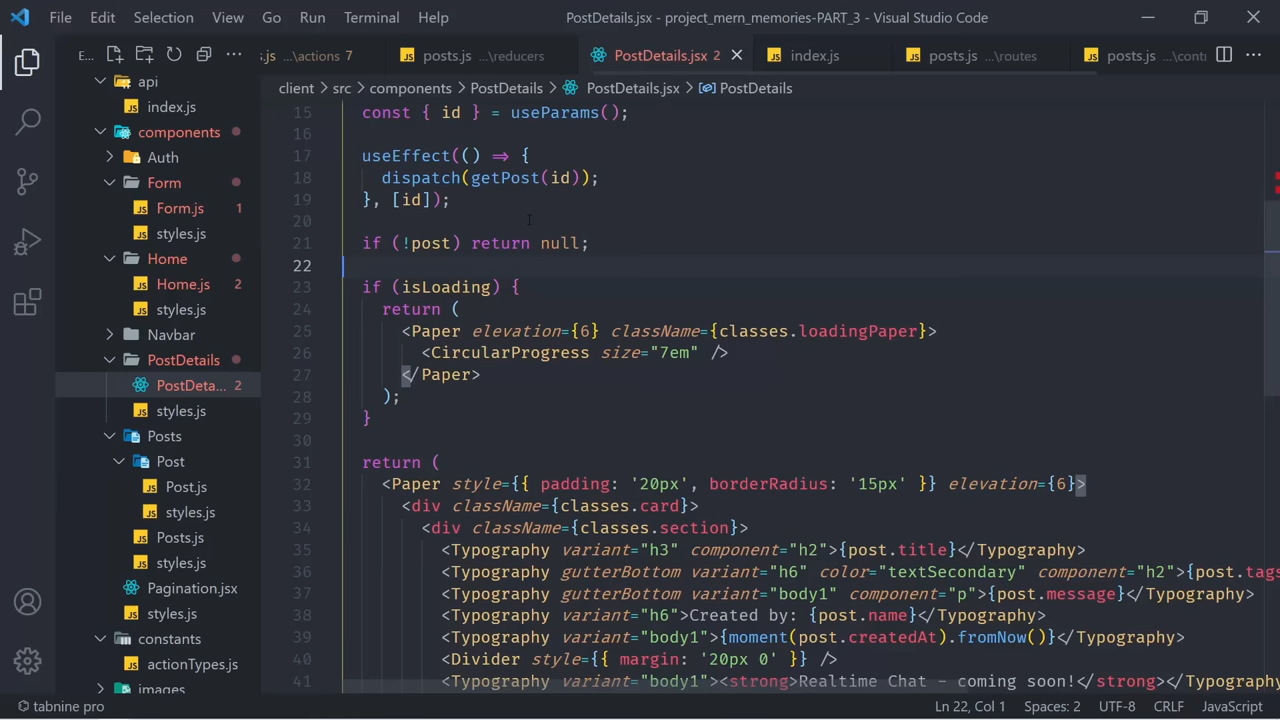 File Edit Selection View Go Run Terminal Help PostDetails.jsx - project_mern_memories-PART_3 - Visual Studio Code
E... .js ...\actions 7 posts.js ...\reducers PostDetails.jsx 2 index.js posts.js ...\routes posts.js ...\cont
client > src > components > PostDetails > PostDetails.jsx > PostDetails
api
index.js
components
Auth
Form
Form.js 1
styles.js
Home
Home.js 2
styles.js
Navbar
PostDetails
PostDeta... 2
styles.js
Posts
Post
Post.js
styles.js
Posts.js
styles.js
Pagination.jsx
styles.js
constants
actionTypes.js
images
15 const { id } = useParams();
16
17 useEffect(() => {
18 dispatch(getPost(id));
19 }, [id]);
20
21 if (!post) return null;
22
23 if (isLoading) {
24 return (
25 <Paper elevation={6} className={classes.loadingPaper}>
26 <CircularProgress size="7em" />
27 </Paper>
28 );
29 }
30
31 return (
32 <Paper style={{ padding: '20px', borderRadius: '15px' }} elevation={6}>
33 <div className={classes.card}>
34 <div className={classes.section}>
35 <Typography variant="h3" component="h2">{post.title}</Typography>
36 <Typography gutterBottom variant="h6" color="textSecondary" component="h2">{post.tags
37 <Typography gutterBottom variant="body1" component="p">{post.message}</Typography>
38 <Typography variant="h6">Created by: {post.name}</Typography>
39 <Typography variant="body1">{moment(post.createdAt).fromNow()}</Typography>
40 <Divider style={{ margin: '20px 0' }} />
41 <Typography variant="body1"><strong>Realtime Chat - coming soon!</strong></Typography
tabnine pro Ln 22, Col 1 Spaces: 2 UTF-8 CRLF JavaScript